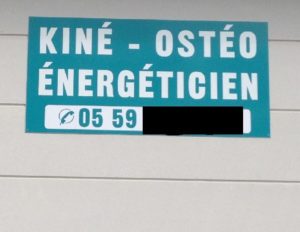 KINÉ - OSTÉO
ÉNERGÉTICIEN
✆ 05 59